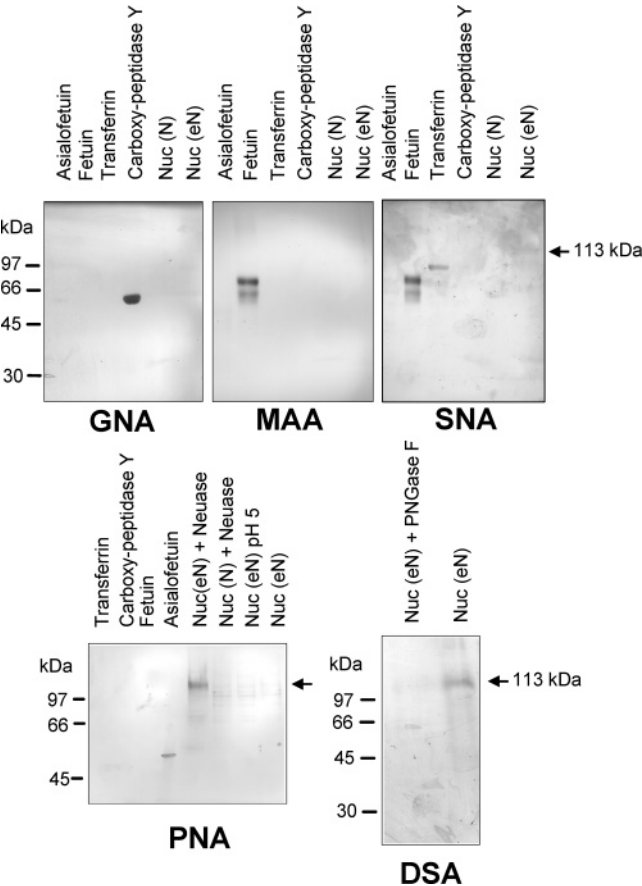 Asialofetuin
Fetuin
Transferrin
Carboxy-peptidase Y
Nuc (N)
Nuc (eN)
Asialofetuin
Fetuin
Transferrin
Carboxy-peptidase Y
Nuc (N)
Nuc (eN)
Asialofetuin
Fetuin
Transferrin
Carboxy-peptidase Y
Nuc (N)
Nuc (eN)
kDa
97
66
45
30
113 kDa
GNA
MAA
SNA
Transferrin
Carboxy-peptidase Y
Fetuin
Asialofetuin
Nuc(eN) + Neuase
Nuc (N) + Neuase
Nuc (eN) pH 5
Nuc (eN)
kDa
97
66
45
PNA
Nuc (eN) + PNGase F
Nuc (eN)
kDa
97
66
45
30
113 kDa
DSA